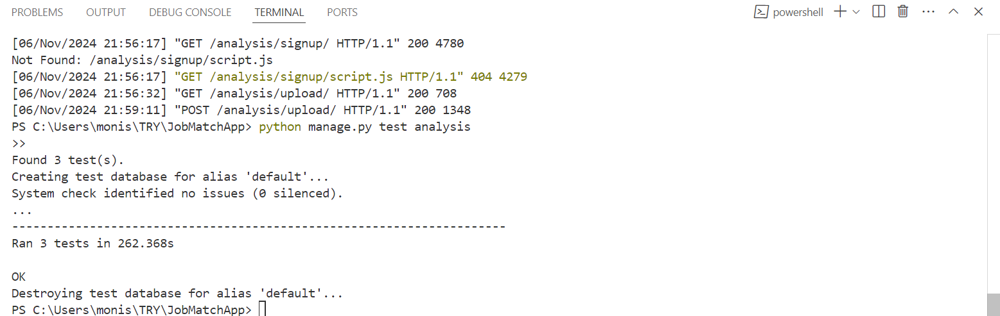 PROBLEMS OUTPUT DEBUG CONSOLE TERMINAL PORTS powershell
[06/Nov/2024 21:56:17] "GET /analysis/signup/ HTTP/1.1" 200 4780
Not Found: /analysis/signup/script.js
[06/Nov/2024 21:56:17] "GET /analysis/signup/script.js HTTP/1.1" 404 4279
[06/Nov/2024 21:56:32] "GET /analysis/upload/ HTTP/1.1" 200 708
[06/Nov/2024 21:59:11] "POST /analysis/upload/ HTTP/1.1" 200 1348
PS C:\Users\monis\TRY\JobMatchApp> python manage.py test analysis
>>
Found 3 test(s).
Creating test database for alias 'default'...
System check identified no issues (0 silenced).
...
----------------------------------------------------------------------
Ran 3 tests in 262.368s

OK
Destroying test database for alias 'default'...
PS C:\Users\monis\TRY\JobMatchApp>